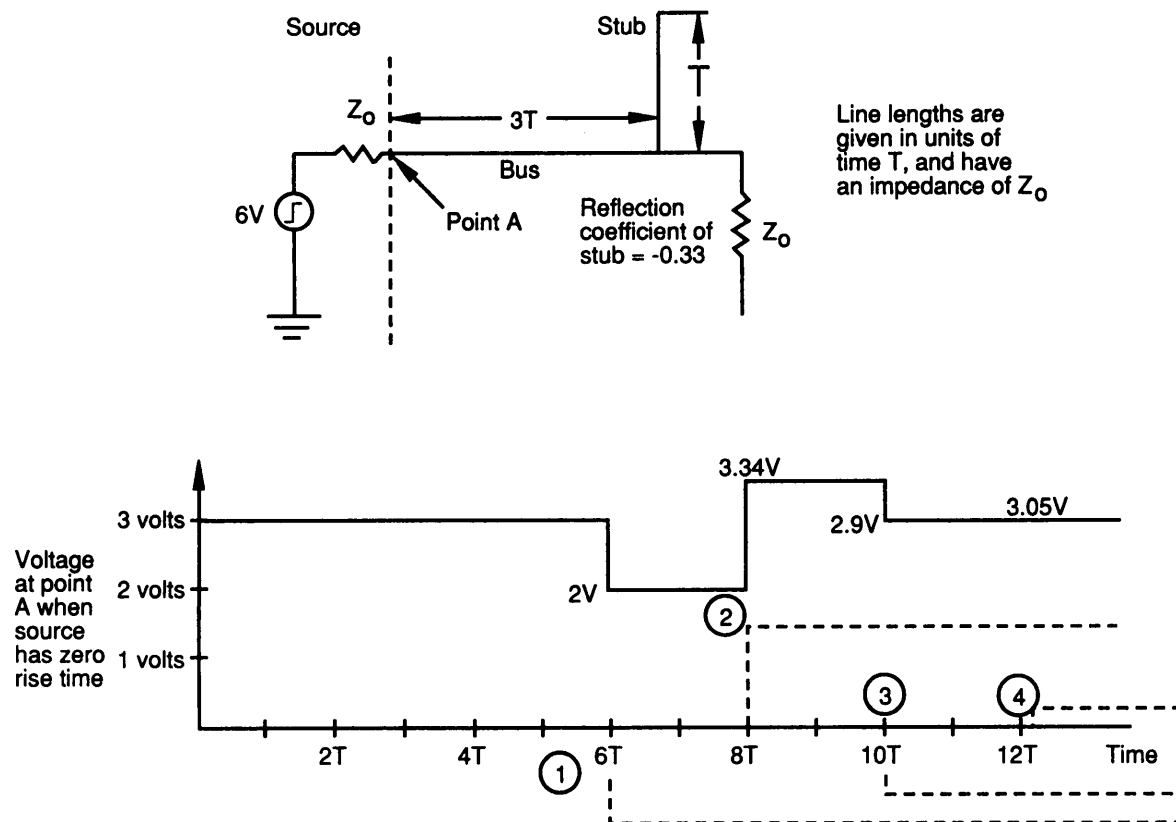 Source
Stub
Z₀
3T
T
Line lengths are
given in units of
time T, and have
an impedance of Z₀
Bus
6V
Point A
Reflection
coefficient of
stub = -0.33
Z₀
3.34V
3 volts
2.9V
3.05V
Voltage
at point
A when
source
has zero
rise time
2 volts
2V
2
1 volts
3
4
2T
4T
6T
8T
10T
12T
Time
1